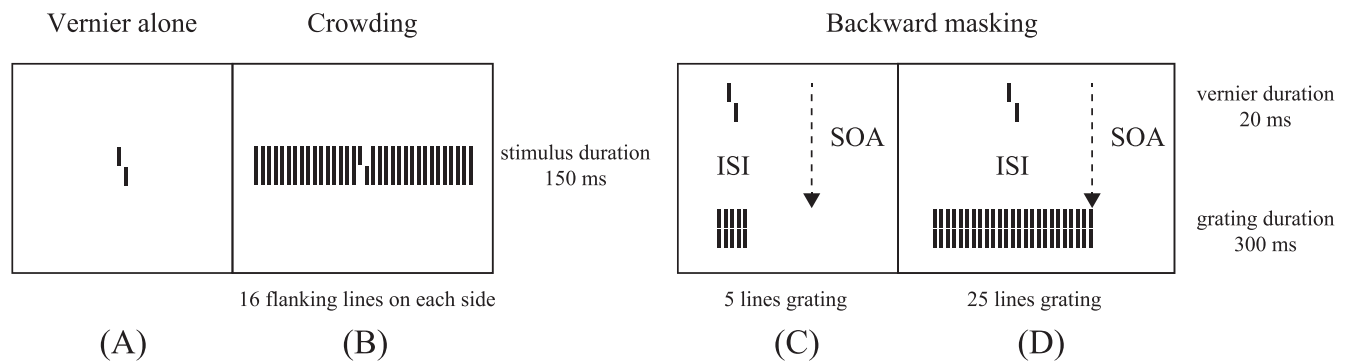 Vernier alone
Crowding
Backward masking
stimulus duration
150 ms
ISI
SOA
ISI
SOA
vernier duration
20 ms
grating duration
300 ms
16 flanking lines on each side
5 lines grating
25 lines grating
(A)
(B)
(C)
(D)